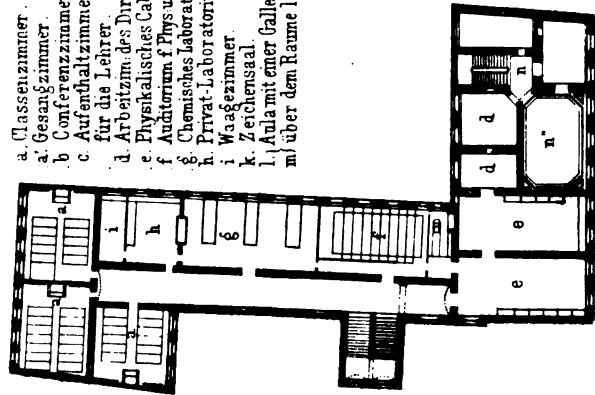 a. Classenzimmer.
a'. Gesangzimmer.
b Conferenzzimme
c. Aufenthaltzimme
für die Lehrer.
d. Arbeitzim: des Dir
e. Physikalisches Cab
f Auditorium f Physu
g. Chemisches Laborat
h. Privat-Laboratori
i Waagezimmer.
k. Zeichensaal.
l.} Aula mit einer Galle
m} über dem Raume l
a
a
a
i
h
g
f
e
e
d
d
n
n"